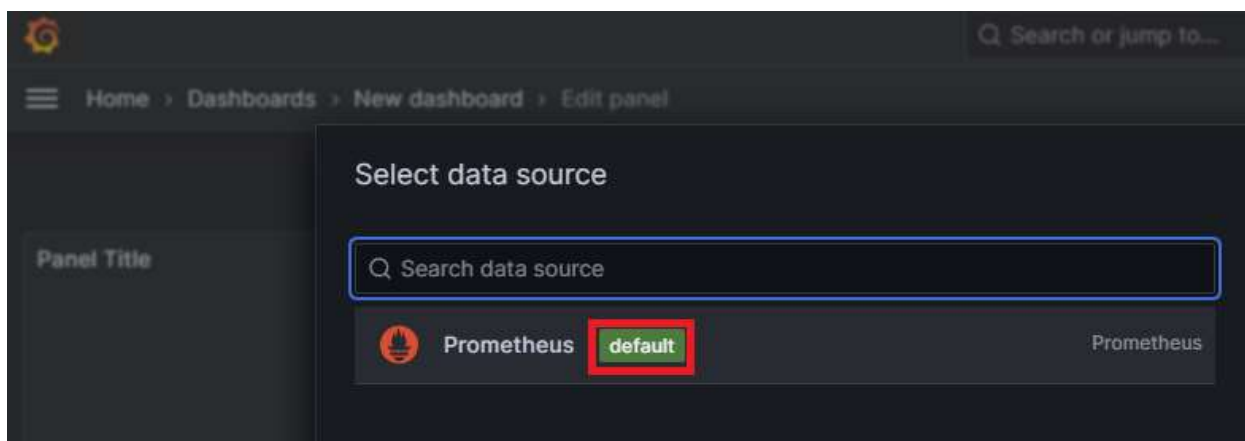 Search or jump to...
Home › Dashboards › New dashboard › Edit panel
Select data source
Panel Title
Search data source
Prometheus default Prometheus